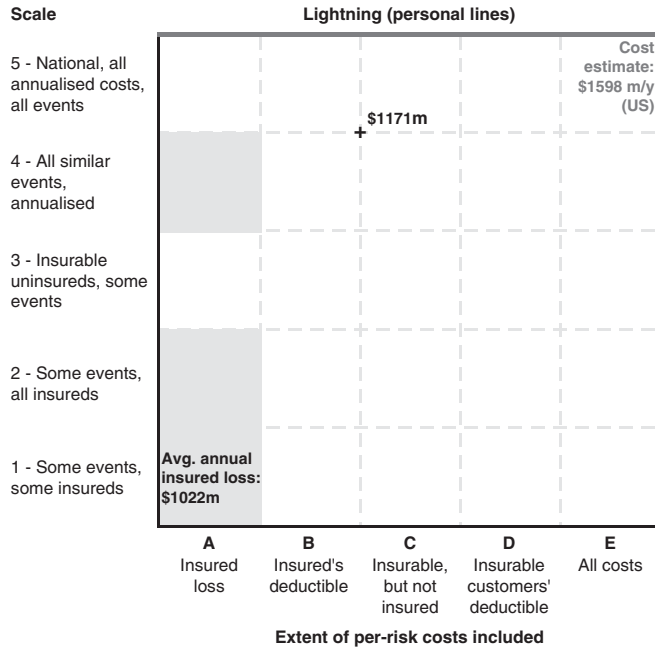 Scale
Lightning (personal lines)
5 - National, all
annualised costs,
all events
Cost
estimate:
$1598 m/y
(US)
$1171m
4 - All similar
events,
annualised
3 - Insurable
uninsureds, some
events
2 - Some events,
all insureds
1 - Some events,
some insureds
Avg. annual
insured loss:
$1022m
A
Insured
loss
B
Insured's
deductible
C
Insurable,
but not
insured
D
Insurable
customers'
deductible
E
All costs
Extent of per-risk costs included